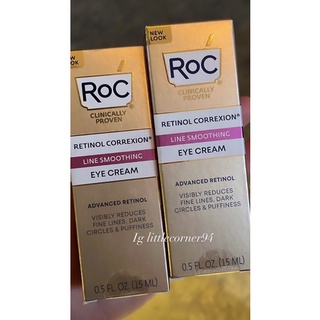 NEW LOOK
RoC
CLINICALLY
PROVEN
RETINOL CORREXION®
LINE SMOOTHING
EYE CREAM
ADVANCED RETINOL
VISIBLY REDUCES
FINE LINES, DARK
CIRCLES & PUFFINESS
0.5 FL. OZ. (15 ML)
NEW
LOOK
RoC
CLINICALLY
PROVEN
RETINOL CORREXION®
LINE SMOOTHING
EYE CREAM
ADVANCED RETINOL
VISIBLY REDUCES
FINE LINES, DARK
CIRCLES & PUFFINESS
0.5 FL. OZ. (15 ML)
Ig littlecorner94